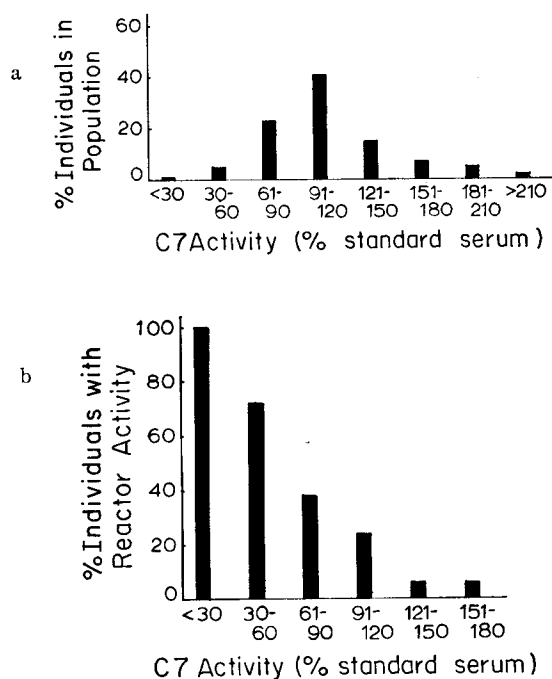 a
%Individuals in
Population
60
40
20
0
<30 30-60 61-90 91-120 121-150 151-180 181-210 >210
C7Activity (% standard serum)
b
%Individuals with
Reactor Activity
100
80
60
40
20
0
<30 30-60 61-90 91-120 121-150 151-180
C7 Activity (% standard serum)